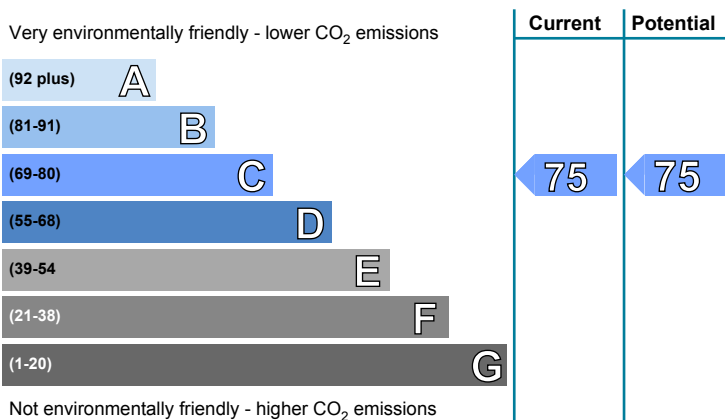 Very environmentally friendly - lower CO₂ emissions
Current
Potential
(92 plus) A
(81-91) B
(69-80) C
75
75
(55-68) D
(39-54 E
(21-38) F
(1-20) G
Not environmentally friendly - higher CO₂ emissions